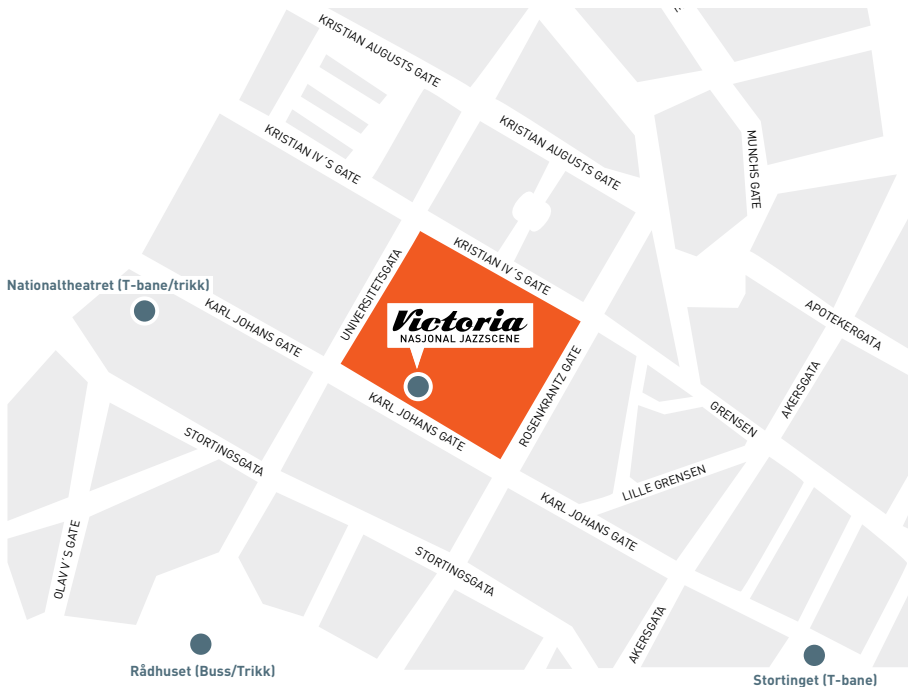 KRISTIAN AUGUSTS GATE
KRISTIAN AUGUSTS GATE
KRISTIAN IV´S GATE
MUNCHS GATE
KRISTIAN IV´S GATE
UNIVERSITETSGATA
Nationaltheatret (T-bane/trikk)
KARL JOHANS GATE
Victoria
NASJONAL JAZZSCENE
APOTEKERGATA
ROSENKRANTZ GATE
AKERSGATA
KARL JOHANS GATE
GRENSEN
STORTINGSGATA
LILLE GRENSEN
KARL JOHANS GATE
OLAV V´S GATE
STORTINGSGATA
AKERSGATA
Rådhuset (Buss/Trikk)
Stortinget (T-bane)